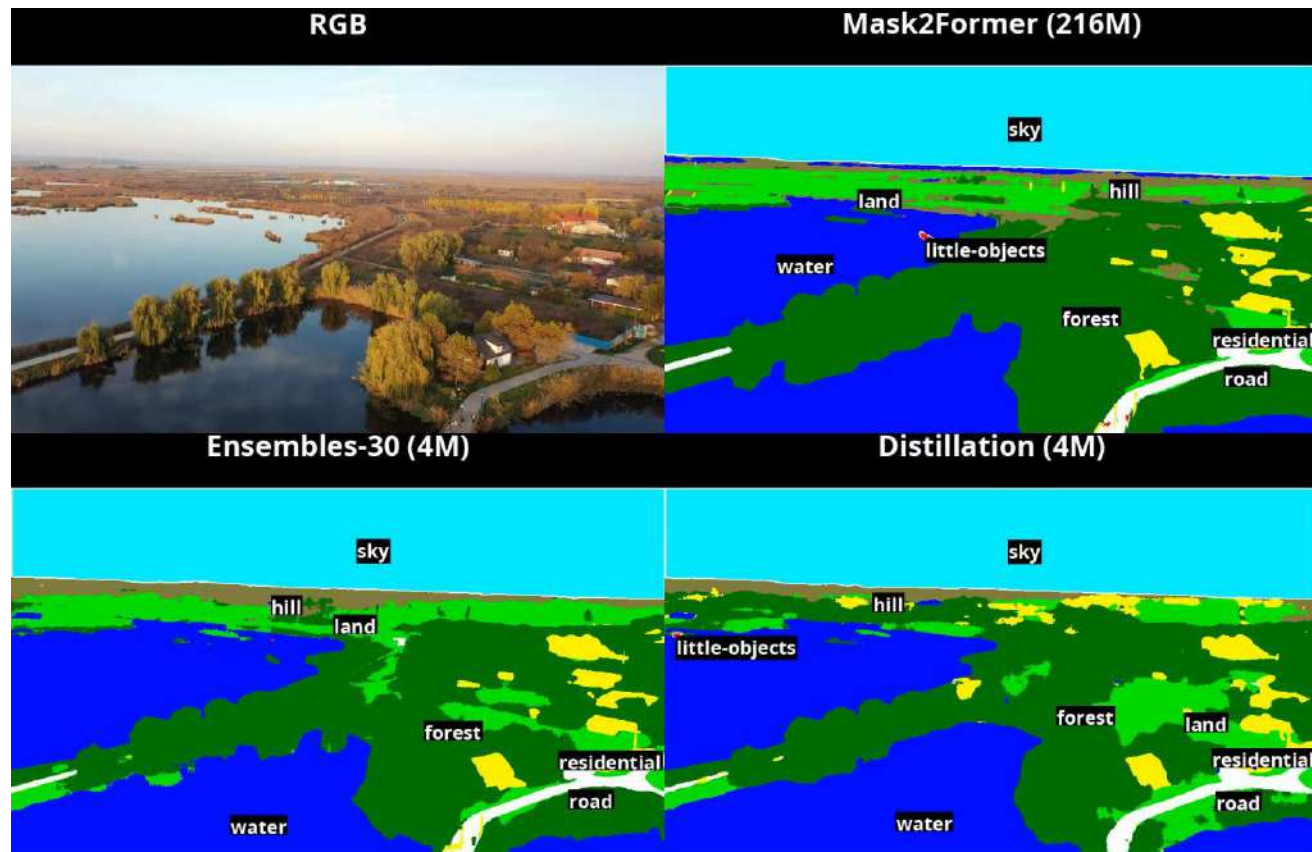 RGB
Mask2Former (216M)
sky
hill
land
little-objects
water
forest
residential
road
Ensembles-30 (4M)
Distillation (4M)
sky
hill
land
forest
residential
road
water
sky
hill
little-objects
forest
land
residential
road
water